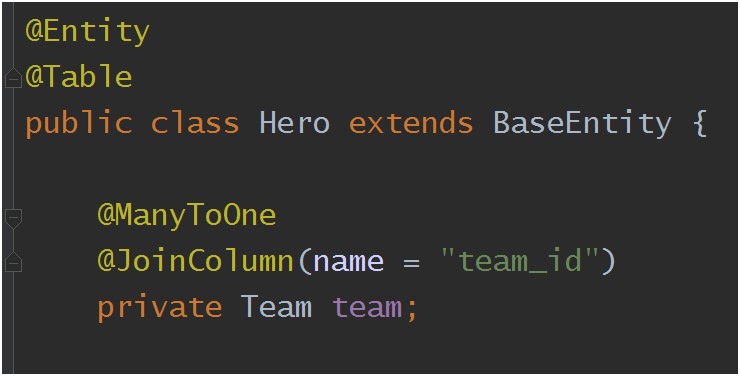 @Entity
@Table
public class Hero extends BaseEntity {
@ManyToOne
@JoinColumn(name = "team_id")
private Team team;